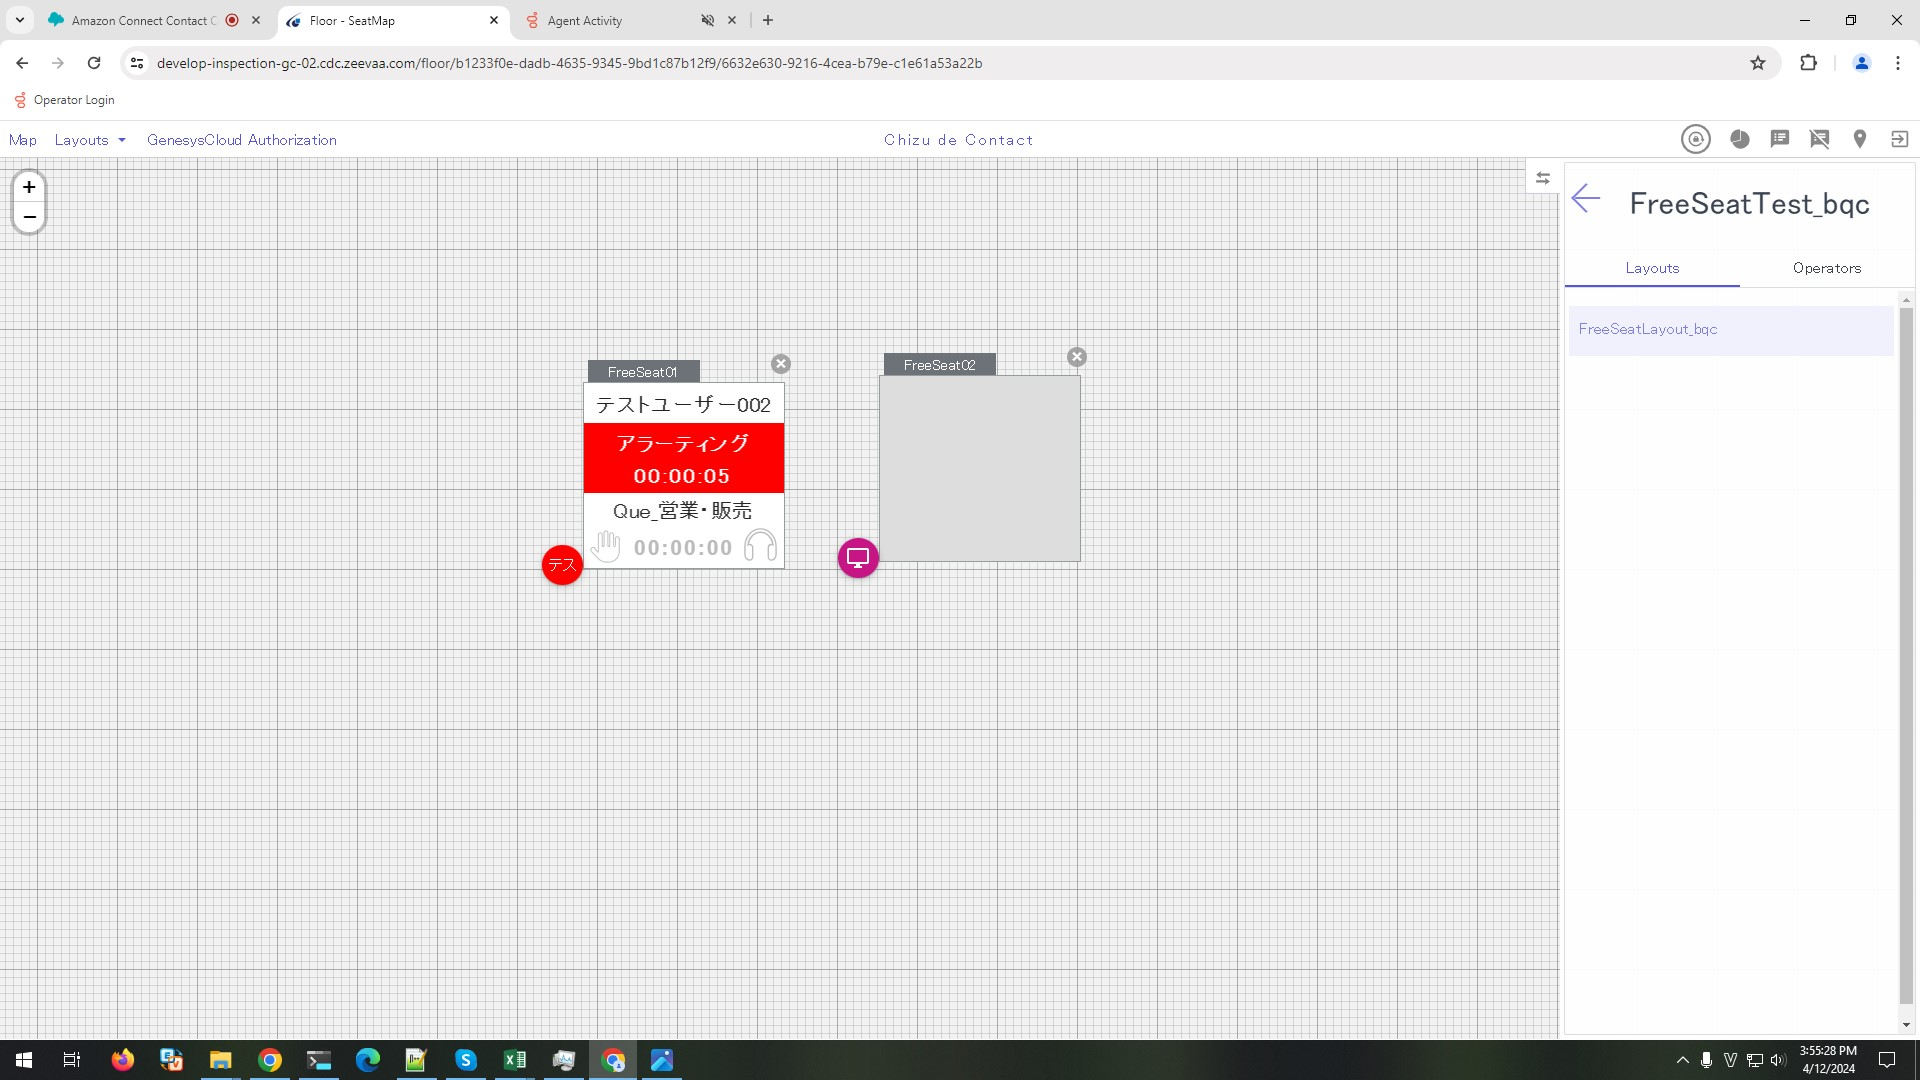 Amazon Connect Contact C
Floor - SeatMap
Agent Activity
develop-inspection-gc-02.cdc.zeevaa.com/floor/b1233f0e-dadb-4635-9345-9bd1c87b12f9/6632e630-9216-4cea-b79e-c1e61a53a22b
Operator Login
Map
Layouts
GenesysCloud Authorization
Chizu de Contact
+
−
FreeSeatTest_bqc
Layouts
Operators
FreeSeatLayout_bqc
FreeSeat01
テストユーザー002
アラーティング
00:00:05
Que_営業・販売
00:00:00
テス
FreeSeat02
3:55:28 PM
4/12/2024